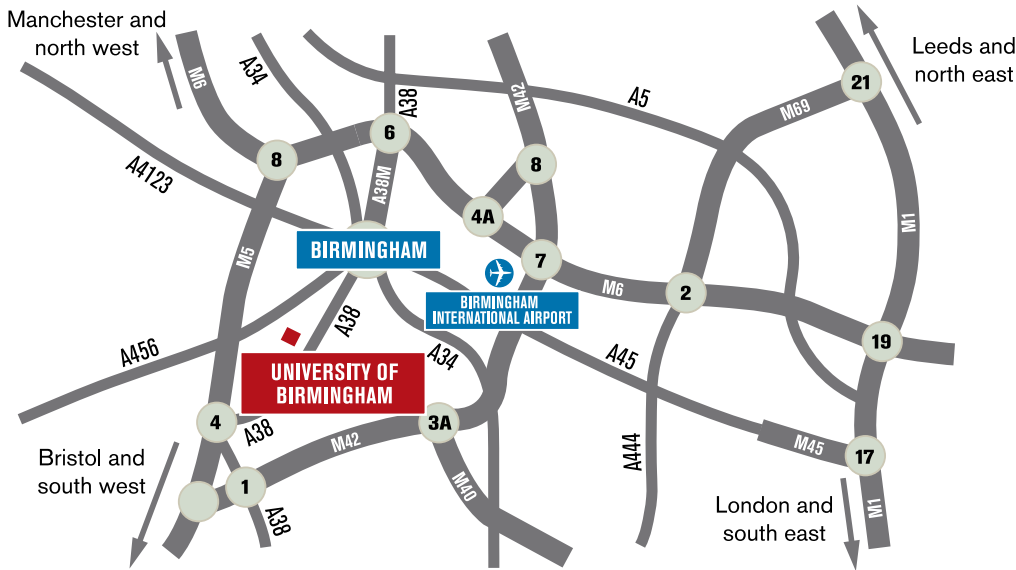 Manchester and
north west
Leeds and
north east
M6
A34
A38
M42
A5
M69
21
6
8
8
A4123
A38M
4A
M1
M5
BIRMINGHAM
7
BIRMINGHAM
INTERNATIONAL AIRPORT
M6
2
A38
A456
A34
A45
19
UNIVERSITY OF
BIRMINGHAM
4
A38
M42
3A
A444
M45
17
Bristol and
south west
1
M40
A38
London and
south east
M1